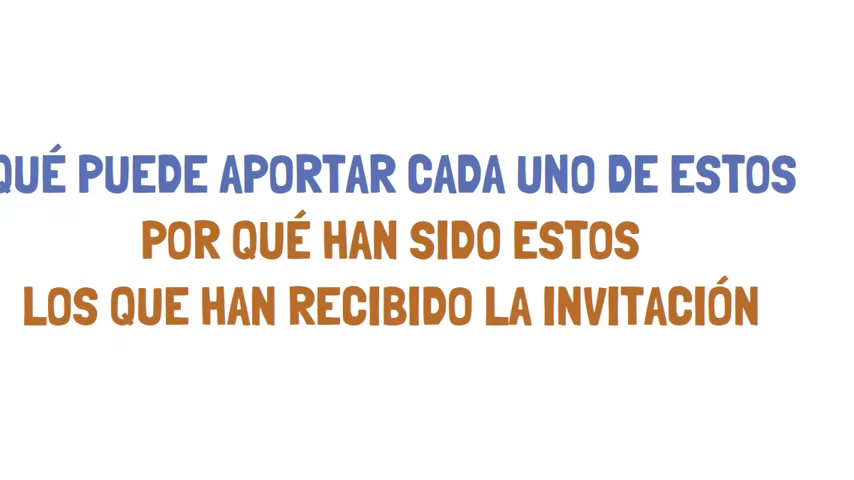 QUÉ PUEDE APORTAR CADA UNO DE ESTOS
POR QUÉ HAN SIDO ESTOS
LOS QUE HAN RECIBIDO LA INVITACIÓN